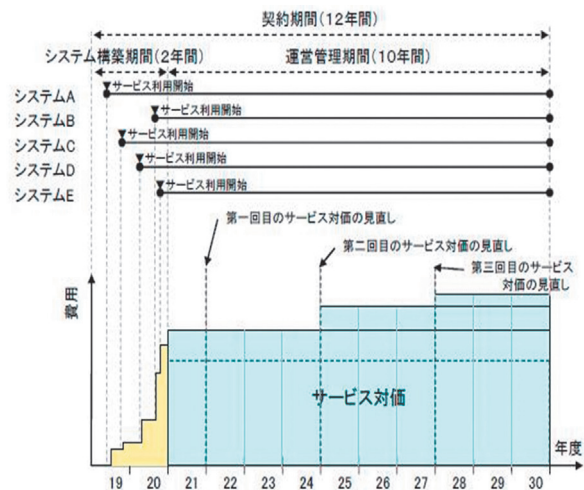 契約期間(12年間)
システム構築期間(2年間)
運営管理期間(10年間)
システムA
サービス利用開始
システムB
サービス利用開始
システムC
サービス利用開始
システムD
サービス利用開始
システムE
サービス利用開始
第一回目のサービス対価の見直し
第二回目のサービス対価の見直し
第三回目のサービス
対価の見直し
費用
サービス対価
年度
19 20 21 22 23 24 25 26 27 28 29 30